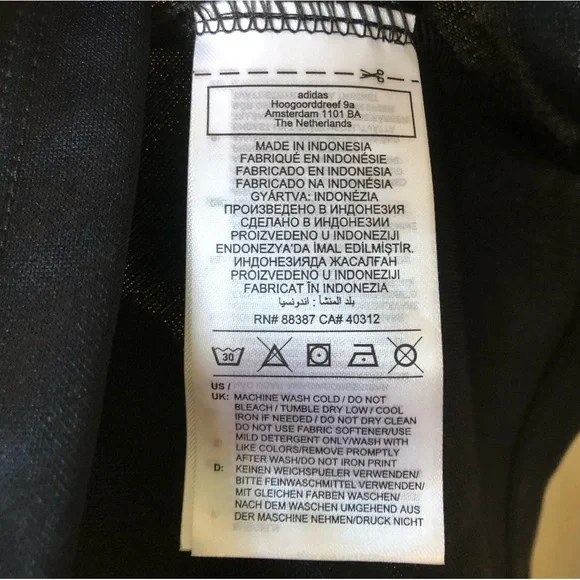 adidas
Hoogoorddreef 9a
Amsterdam 1101 BA
The Netherlands
MADE IN INDONESIA
FABRIQUÉ EN INDONÉSIE
FABRICADO EN INDONESIA
FABRICADO NA INDONÉSIA
GYÁRTVA: INDONÉZIA
ПРОИЗВЕДЕНО В ИНДОНЕЗИЯ
СДЕЛАНО В ИНДОНЕЗИИ
PROIZVEDENO U INDONEZIJI
ENDONEZYA'DA İMAL EDİLMİŞTİR.
ИНДОНЕЗИЯДА ЖАСАЛҒАН
PROIZVEDENO U INDONEZIJI
FABRICAT ÎN INDONEZIA
بلد المنشأ : اندونسيا
RN# 88387 CA# 40312
30
US /
UK: MACHINE WASH COLD / DO NOT
BLEACH / TUMBLE DRY LOW / COOL
IRON IF NEEDED / DO NOT DRY CLEAN
DO NOT USE FABRIC SOFTENER/USE
MILD DETERGENT ONLY/WASH WITH
LIKE COLORS/REMOVE PROMPTLY
AFTER WASH/DO NOT IRON PRINT
D: KEINEN WEICHSPUELER VERWENDEN/
BITTE FEINWASCHMITTEL VERWENDEN/
MIT GLEICHEN FARBEN WASCHEN/
NACH DEM WASCHEN UMGEHEND AUS
DER MASCHINE NEHMEN/DRUCK NICHT